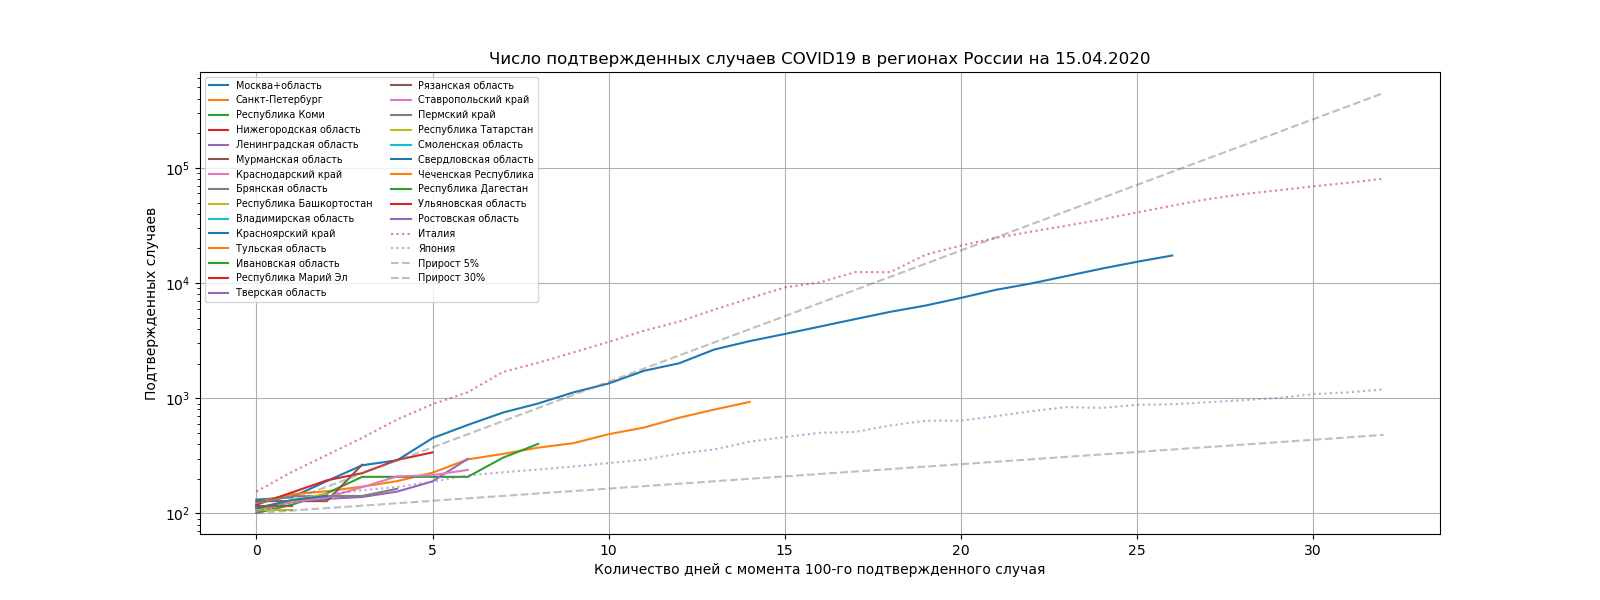 Число подтвержденных случаев COVID19 в регионах России на 15.04.2020
Подтвержденных случаев
10^5
10^4
10^3
10^2
Москва+область
Санкт-Петербург
Республика Коми
Нижегородская область
Ленинградская область
Мурманская область
Краснодарский край
Брянская область
Республика Башкортостан
Владимирская область
Красноярский край
Тульская область
Ивановская область
Республика Марий Эл
Тверская область
Рязанская область
Ставропольский край
Пермский край
Республика Татарстан
Смоленская область
Свердловская область
Чеченская Республика
Республика Дагестан
Ульяновская область
Ростовская область
Италия
Япония
Прирост 5%
Прирост 30%
0 5 10 15 20 25 30
Количество дней с момента 100-го подтвержденного случая